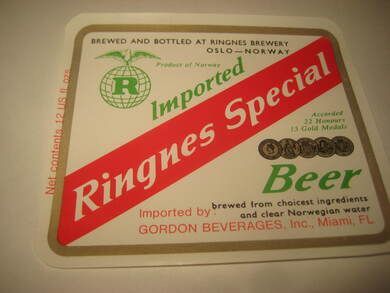 BREWED AND BOTTLED AT RINGNES BREWERY
OSLO—NORWAY
Product of Norway
R
Imported
Ringnes Special
Accorded
22 Honours
15 Gold Medals
Beer
brewed from choicest ingredients
and clear Norwegian water
Imported by:
GORDON BEVERAGES, Inc., Miami, FL
Net contents 12 US fl ozs